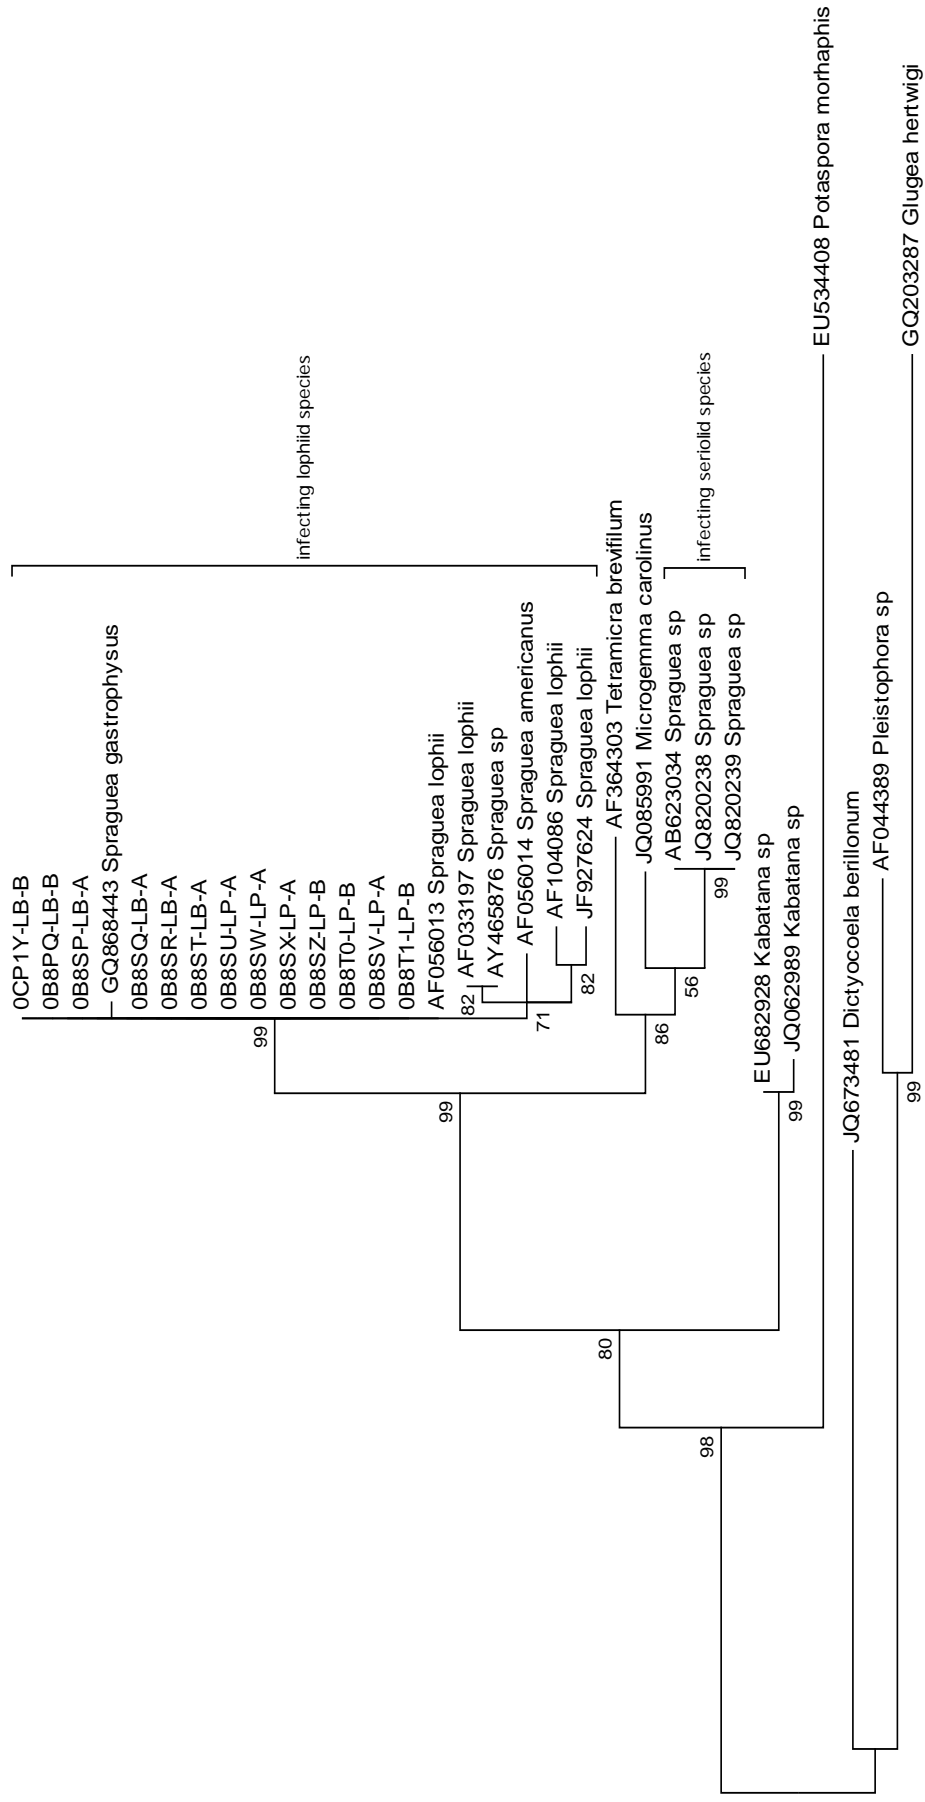 0CP1Y-LB-B
0B8PQ-LB-B
0B8SP-LB-A
GQ868443 Spraguea gastrophysus
0B8SQ-LB-A
0B8SR-LB-A
0B8ST-LB-A
0B8SU-LP-A
0B8SW-LP-A
0B8SX-LP-A
0B8SZ-LP-B
0B8T0-LP-B
0B8SV-LP-A
0B8T1-LP-B
AF056013 Spraguea lophii
AF033197 Spraguea lophii
AY465876 Spraguea sp
AF056014 Spraguea americanus
AF104086 Spraguea lophii
JF927624 Spraguea lophii
AF364303 Tetramicra brevifilum
JQ085991 Microgemma carolinus
AB623034 Spraguea sp
JQ820238 Spraguea sp
JQ820239 Spraguea sp
EU682928 Kabatana sp
JQ062989 Kabatana sp
EU534408 Potaspora morhaphis
JQ673481 Dictyocoela berillonum
AF044389 Pleistophora sp
GQ203287 Glugea hertwigi
infecting lophiid species
infecting seriolid species
99
82
71
82
99
86
56
99
99
80
98
99